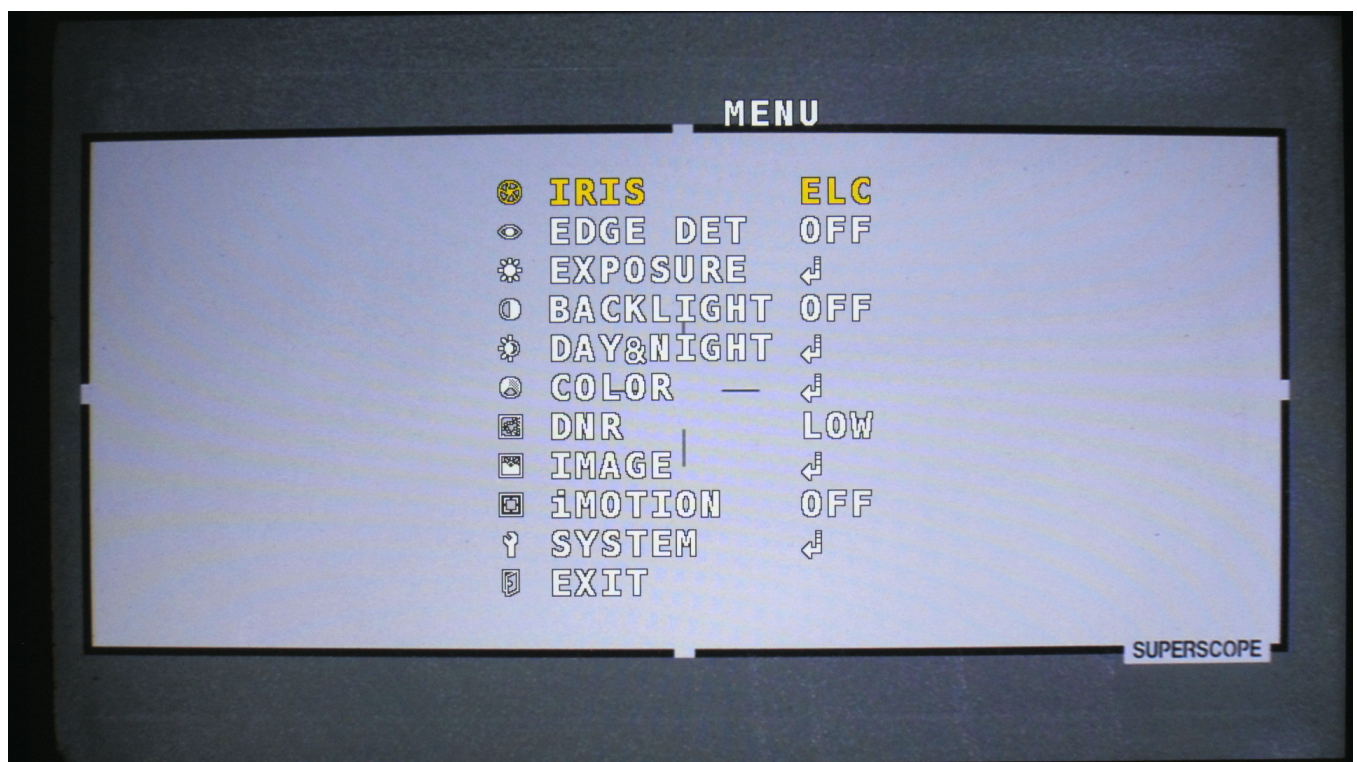 MENU
IRIS ELC
EDGE DET OFF
EXPOSURE ↲
BACKLIGHT OFF
DAY&NIGHT ↲
COLOR ↲
DNR LOW
IMAGE ↲
iMOTION OFF
SYSTEM ↲
EXIT
SUPERSCOPE